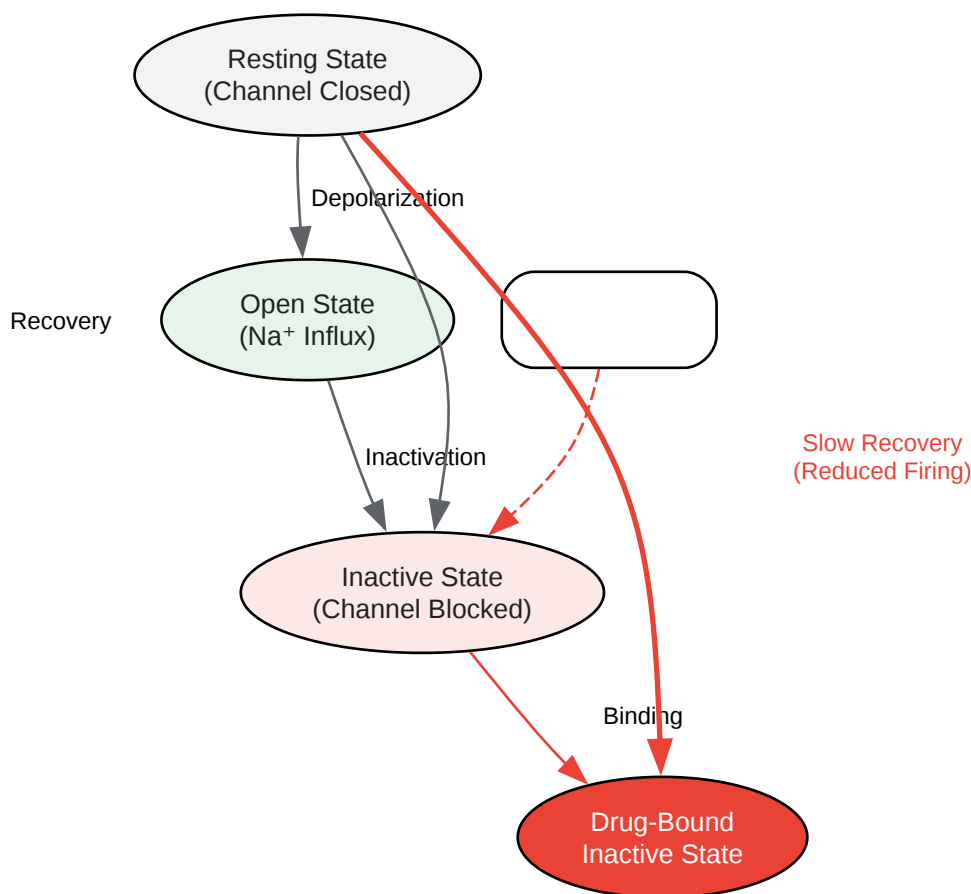 Resting State
(Channel Closed)
Depolarization
Recovery
Open State
(Na⁺ Influx)
Inactivation
Slow Recovery
(Reduced Firing)
Inactive State
(Channel Blocked)
Binding
Drug-Bound
Inactive State